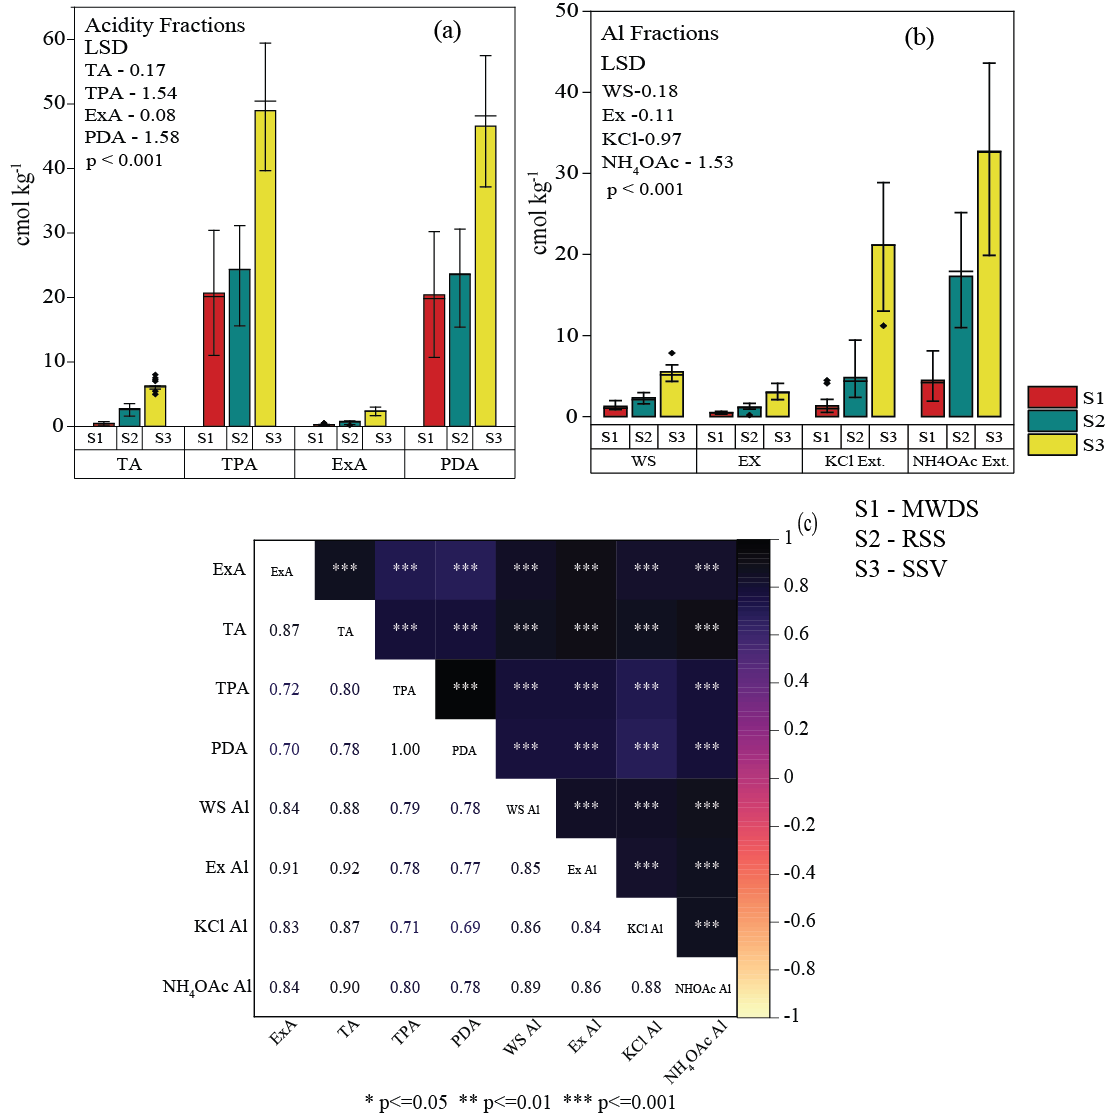 Acidity Fractions
(a)
LSD
TA - 0.17
TPA - 1.54
ExA - 0.08
PDA - 1.58
p < 0.001
cmol kg-1
60
50
40
30
20
10
0
S1 S2 S3 S1 S2 S3 S1 S2 S3 S1 S2 S3
TA TPA ExA PDA
Al Fractions
(b)
LSD
WS-0.18
Ex -0.11
KCl-0.97
NH4OAc - 1.53
p < 0.001
cmol kg-1
50
40
30
20
10
0
S1 S2 S3 S1 S2 S3 S1 S2 S3 S1 S2 S3
WS EX KCl Ext. NH4OAc Ext.
S1
S2
S3
S1 - MWDS
S2 - RSS
S3 - SSV
(c)
ExA ExA *** *** *** *** *** *** ***
TA 0.87 TA *** *** *** *** *** ***
TPA 0.72 0.80 TPA *** *** *** *** ***
PDA 0.70 0.78 1.00 PDA *** *** *** ***
WS Al 0.84 0.88 0.79 0.78 WS Al *** *** ***
Ex Al 0.91 0.92 0.78 0.77 0.85 Ex Al *** ***
KCl Al 0.83 0.87 0.71 0.69 0.86 0.84 KCl Al ***
NH4OAc Al 0.84 0.90 0.80 0.78 0.89 0.86 0.88 NHOAc Al
ExA TA TPA PDA WS Al Ex Al KCl Al NH4OAc Al
1
0.8
0.6
0.4
0.2
0
-0.2
-0.4
-0.6
-0.8
-1
* p<=0.05 ** p<=0.01 *** p<=0.001